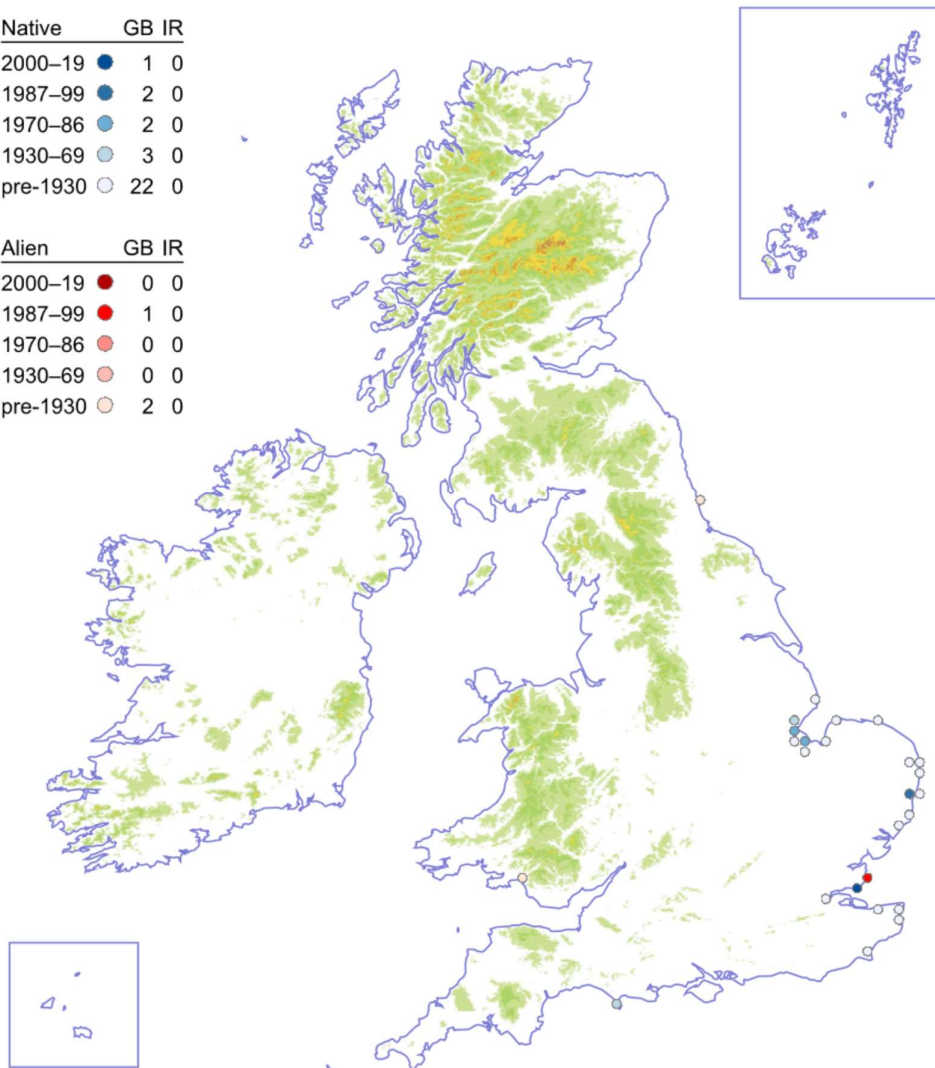 Native GB IR
2000–19 1 0
1987–99 2 0
1970–86 2 0
1930–69 3 0
pre-1930 22 0
Alien GB IR
2000–19 0 0
1987–99 1 0
1970–86 0 0
1930–69 0 0
pre-1930 2 0